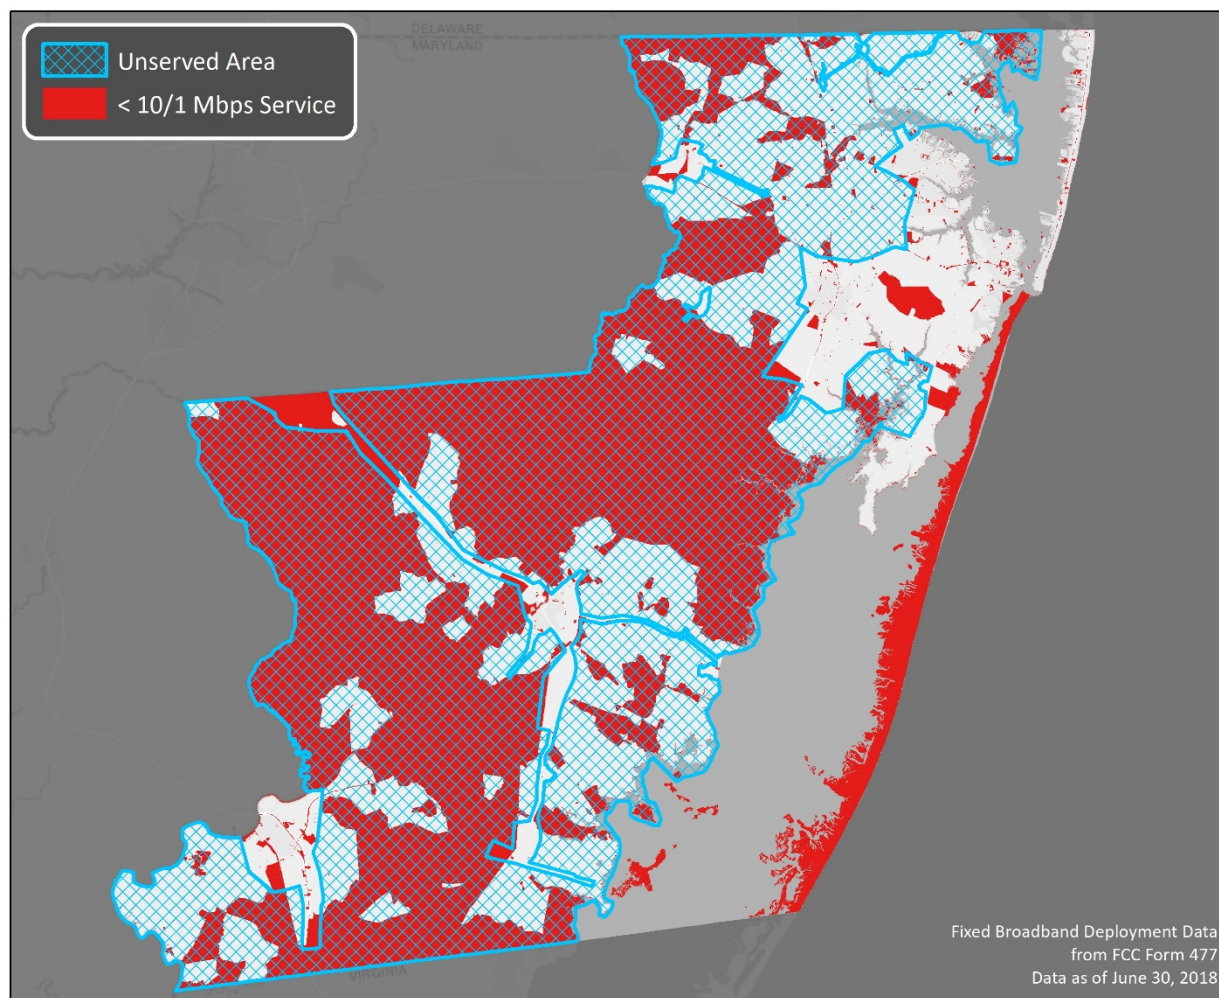 DELAWARE
MARYLAND
Unserved Area
< 10/1 Mbps Service
VIRGINIA
Fixed Broadband Deployment Data
from FCC Form 477
Data as of June 30, 2018